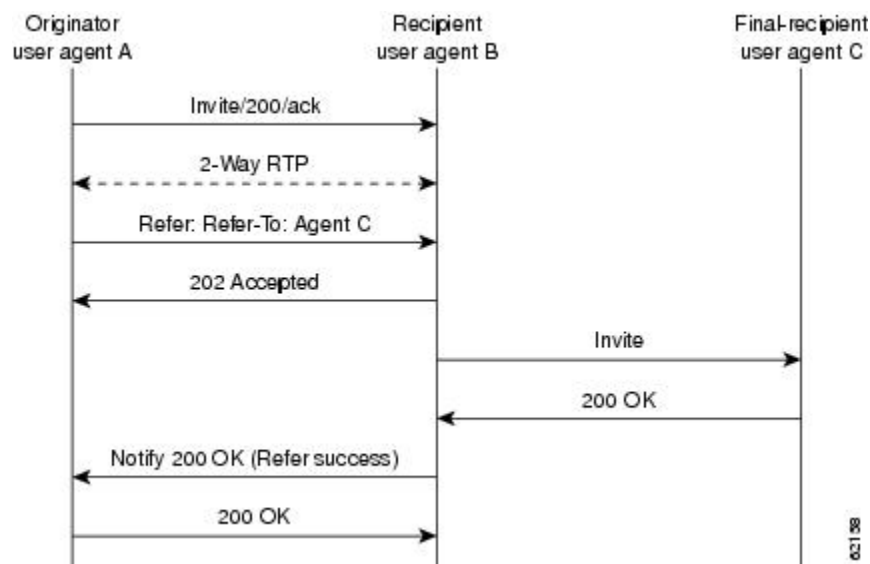 Originator
user agent A
Recipient
user agent B
Final-recipient
user agent C
Invite/200/ack
2-Way RTP
Refer: Refer-To: Agent C
202 Accepted
Invite
200 OK
Notify 200 OK (Refer success)
200 OK
62158